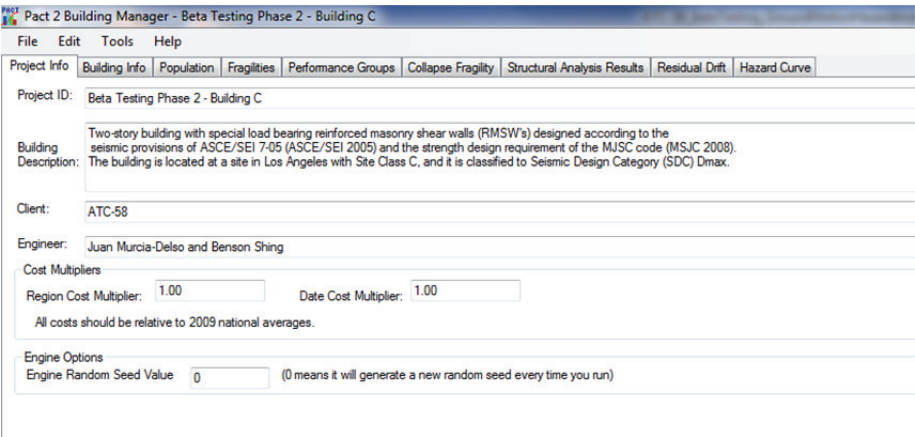 PACT
Pact 2 Building Manager - Beta Testing Phase 2 - Building C
File Edit Tools Help
Project Info Building Info Population Fragilities Performance Groups Collapse Fragility Structural Analysis Results Residual Drift Hazard Curve
Project ID: Beta Testing Phase 2 - Building C
Building Description: Two-story building with special load bearing reinforced masonry shear walls (RMSW's) designed according to the
seismic provisions of ASCE/SEI 7-05 (ASCE/SEI 2005) and the strength design requirement of the MJSC code (MSJC 2008).
The building is located at a site in Los Angeles with Site Class C, and it is classified to Seismic Design Category (SDC) Dmax.
Client: ATC-58
Engineer: Juan Murcia-Delso and Benson Shing
Cost Multipliers
Region Cost Multiplier: 1.00 Date Cost Multiplier: 1.00
All costs should be relative to 2009 national averages.
Engine Options
Engine Random Seed Value 0 (0 means it will generate a new random seed every time you run)